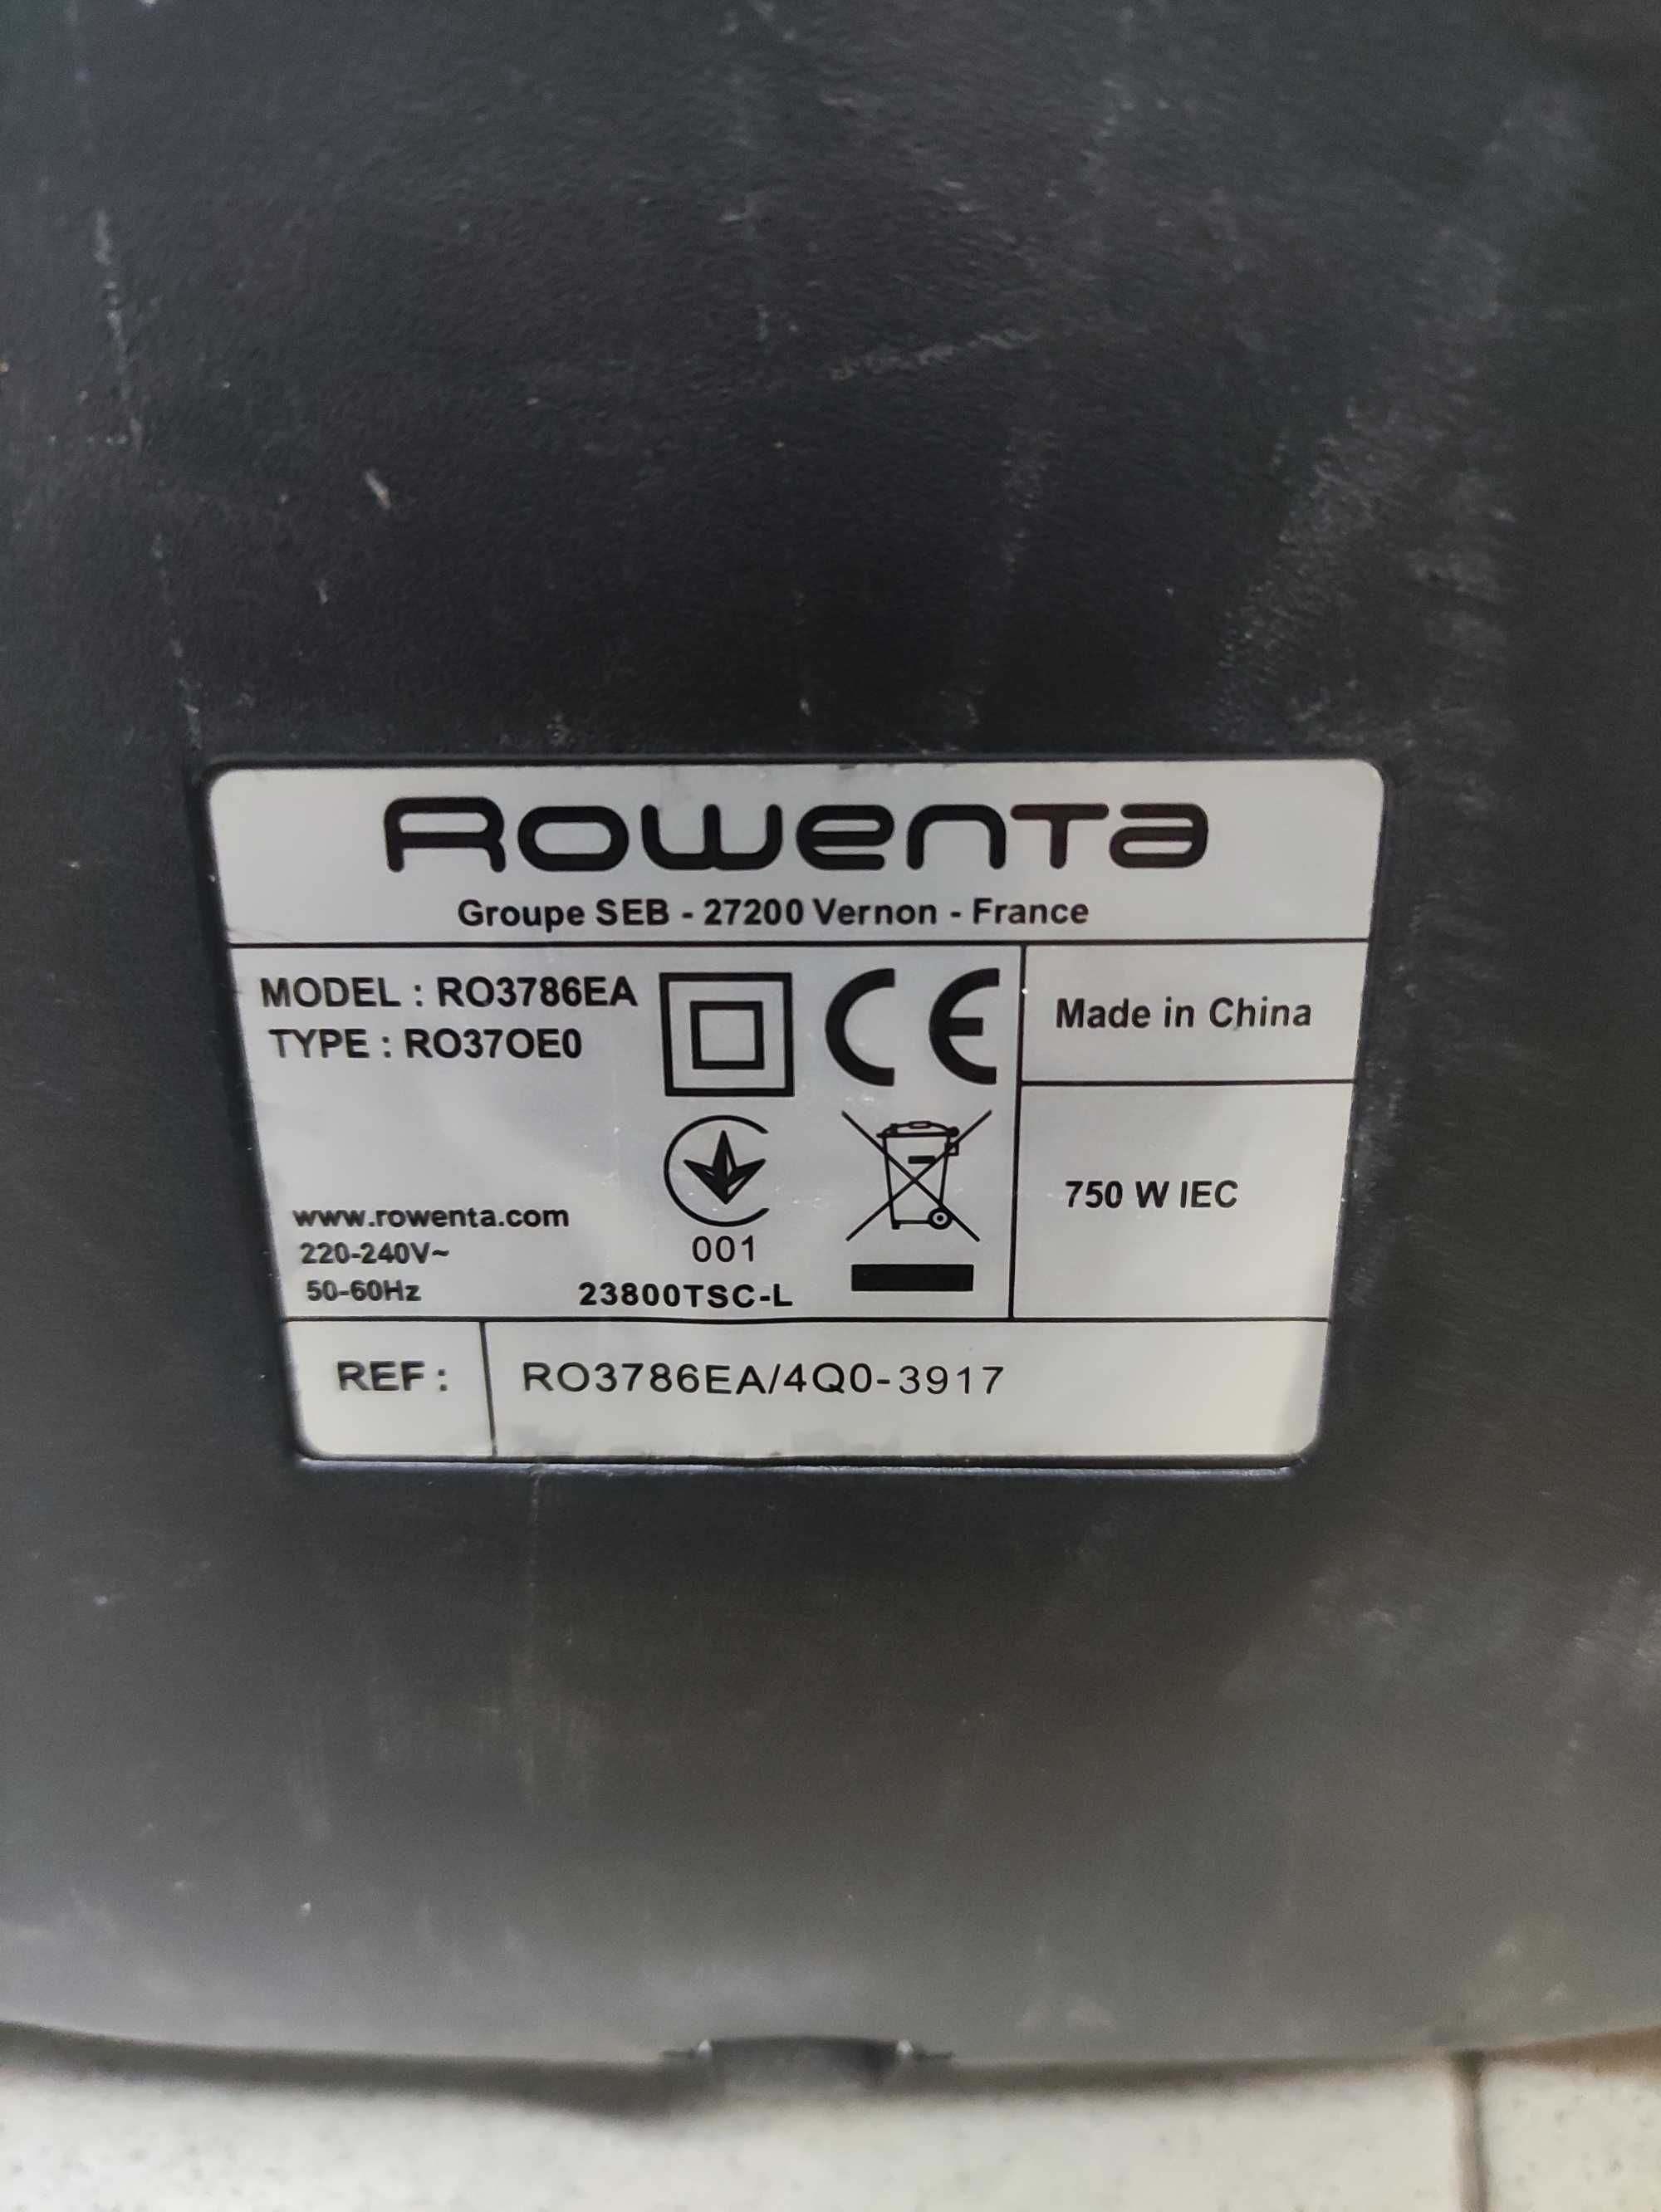 Rowenta
Groupe SEB - 27200 Vernon - France
MODEL : RO3786EA
TYPE : RO37OE0
CE
Made in China
750 W IEC
www.rowenta.com
220-240V~
50-60Hz
001
23800TSC-L
REF :
RO3786EA/4Q0-3917